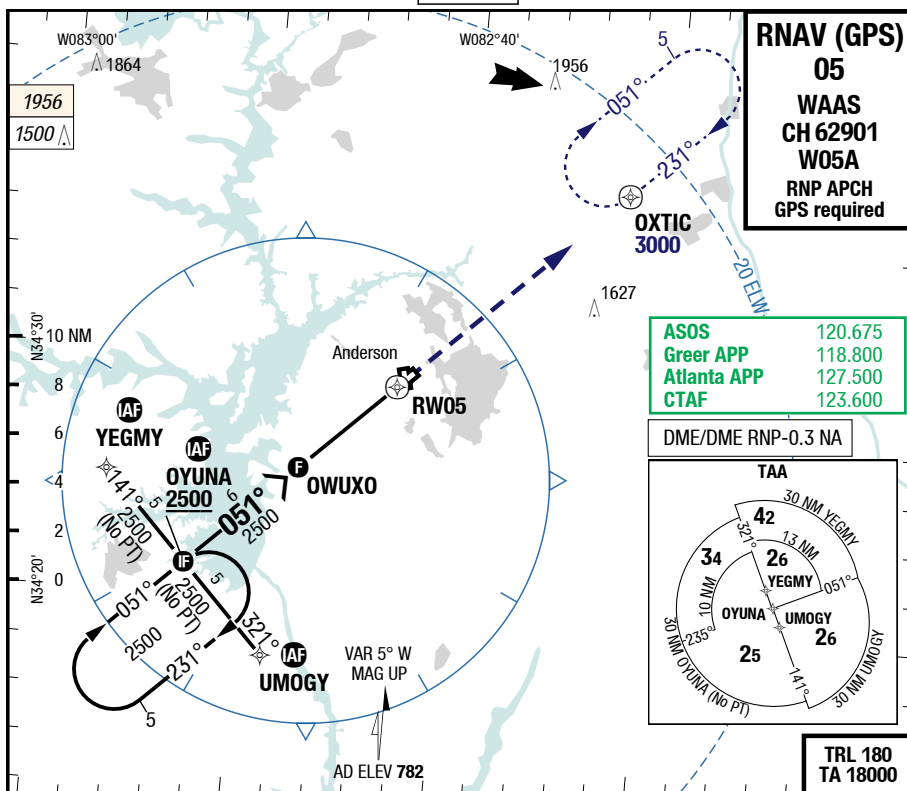 W083°00'
1864
W082°40'
1956
5
051°
231°
OXTIC
3000
RNAV (GPS)
05
WAAS
CH 62901
W05A
RNP APCH
GPS required
1956
1500
20 ELW
1627
N34°30'
10 NM
8
6
4
2
0
N34°20'
Anderson
RW05
ASOS 120.675
Greer APP 118.800
Atlanta APP 127.500
CTAF 123.600
DME/DME RNP-0.3 NA
IAF
YEGMY
IAF
OYUNA
2500
F
OWUXO
141°
5
2500
(No PT)
6
051°
2500
IF
5
2500
(No PT)
321°
IAF
UMOGY
051°
2500
231°
5
VAR 5° W
MAG UP
AD ELEV 782
TAA
30 NM YEGMY
42
321°
13 NM
34
26
10 NM
YEGMY
051°
OYUNA
UMOGY
26
235°
25
141°
30 NM OYUNA (No PT)
30 NM UMOGY
TRL 180
TA 18000